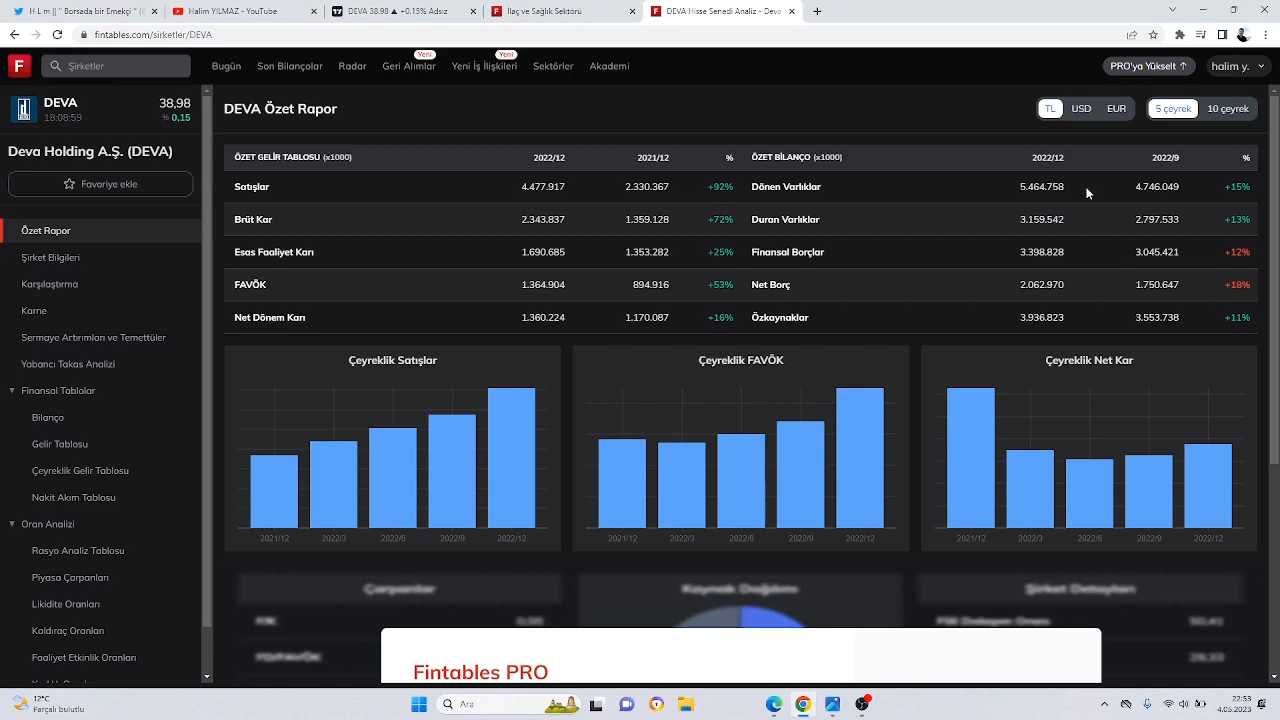 H L m || " Borsada bir Emekçi " (
Halim YILMAZ - YouTube
DEVA 38,98 ▲ +0.15% Adsız
İlaç ve Sağlık Sektörü
DEVA Hisse Senedi Analiz - Deva
fintables.com/sirketler/DEVA
F
Şirketler
Bugün
Son Bilançolar
Radar
Geri Alımlar
Yeni
Yeni İş İlişkileri
Yeni
Sektörler
Akademi
PRO'ya Yükselt ↑
halim y.
DEVA
38,98
18:08:59
% 0,15
Deva Holding A.Ş. (DEVA)
Favoriye ekle
Özet Rapor
Şirket Bilgileri
Karşılaştırma
Karne
Sermaye Artırımları ve Temettüler
Yabancı Takas Analizi
Finansal Tablolar
Bilanço
Gelir Tablosu
Çeyreklik Gelir Tablosu
Nakit Akım Tablosu
Oran Analizi
Rasyo Analiz Tablosu
Piyasa Çarpanları
Likidite Oranları
Kaldıraç Oranları
Faaliyet Etkinlik Oranları
DEVA Özet Rapor
TL USD EUR
5 çeyrek 10 çeyrek
ÖZET GELİR TABLOSU (x1000) 2022/12 2021/12 %
Satışlar 4.477.917 2.330.367 +92%
Brüt Kar 2.343.837 1.359.128 +72%
Esas Faaliyet Karı 1.690.685 1.353.282 +25%
FAVÖK 1.364.904 894.916 +53%
Net Dönem Karı 1.360.224 1.170.087 +16%
ÖZET BİLANÇO (x1000) 2022/12 2022/9 %
Dönen Varlıklar 5.464.758 4.746.049 +15%
Duran Varlıklar 3.159.542 2.797.533 +13%
Finansal Borçlar 3.398.828 3.045.421 +12%
Net Borç 2.062.970 1.750.647 +18%
Özkaynaklar 3.936.823 3.553.738 +11%
Çeyreklik Satışlar
2021/12 2022/3 2022/6 2022/9 2022/12
Çeyreklik FAVÖK
2021/12 2022/3 2022/6 2022/9 2022/12
Çeyreklik Net Kar
2021/12 2022/3 2022/6 2022/9 2022/12
Çarpanlar
Kaynak Dağılımı
Şirket Detayları
Fintables PRO
12°C
Parçalı bulutlu
Ara
22:53
4.05.2023